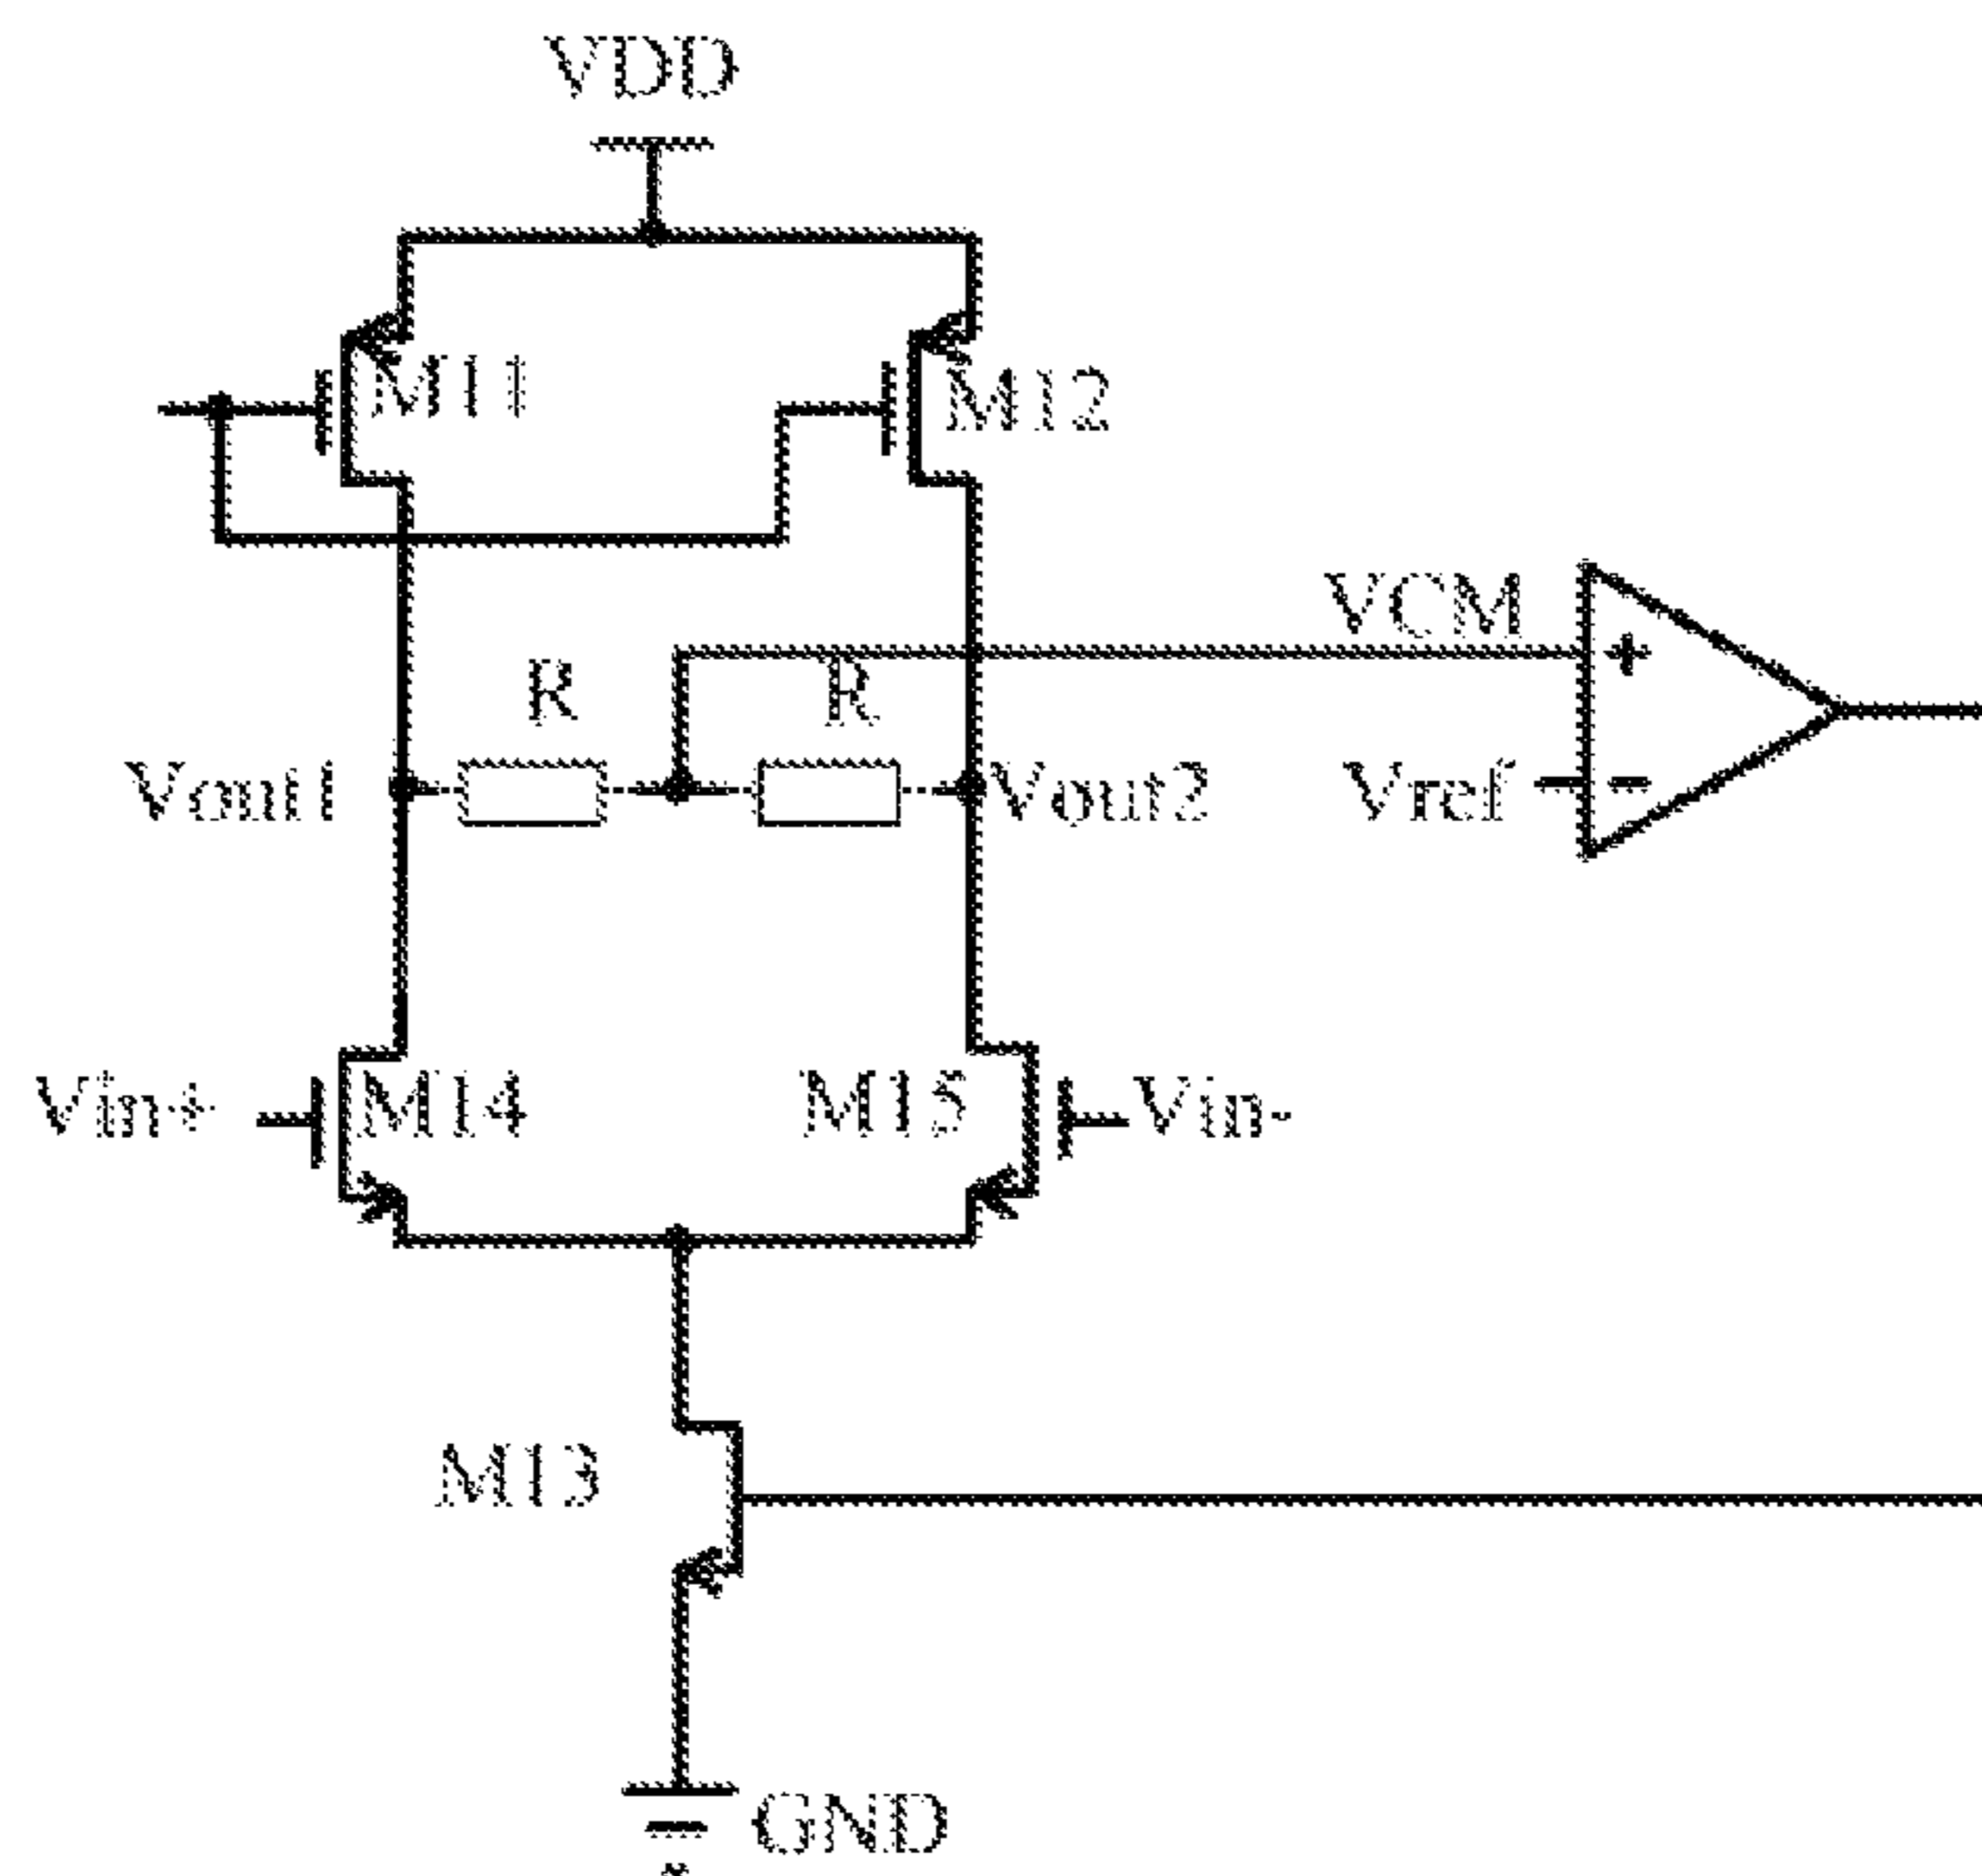 VDD
M11
M12
VCM
+
R R
Vout1 Vout2 Vref -
Vin+ M14 M15 Vin-
M13
GND